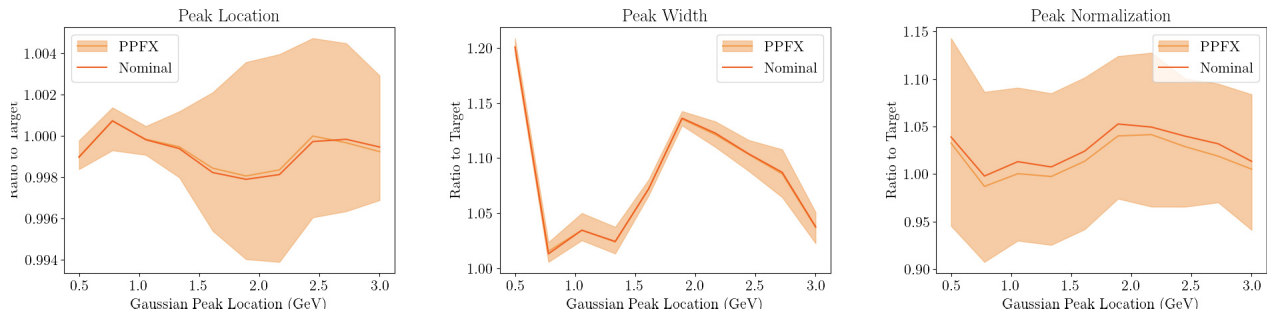 Peak Location
1.004
1.002
1.000
0.998
0.996
0.994
Ratio to Target
PPFX
Nominal
0.5 1.0 1.5 2.0 2.5 3.0
Gaussian Peak Location (GeV)
Peak Width
1.20
1.15
1.10
1.05
1.00
Ratio to Target
PPFX
Nominal
0.5 1.0 1.5 2.0 2.5 3.0
Gaussian Peak Location (GeV)
Peak Normalization
1.15
1.10
1.05
1.00
0.95
0.90
Ratio to Target
PPFX
Nominal
0.5 1.0 1.5 2.0 2.5 3.0
Gaussian Peak Location (GeV)